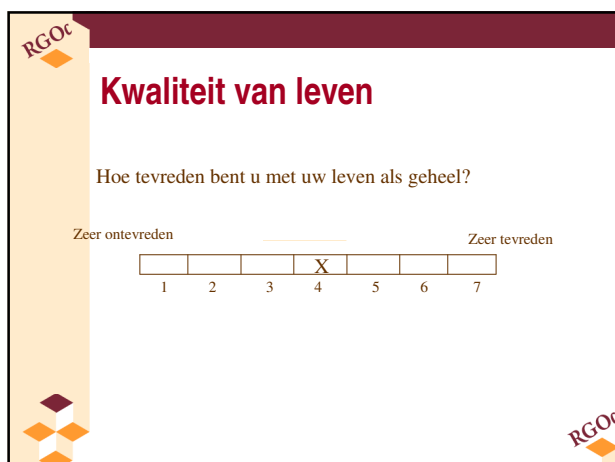 RGOc
Kwaliteit van leven
Hoe tevreden bent u met uw leven als geheel?
Zeer ontevreden Zeer tevreden
X
1 2 3 4 5 6 7
RGOc